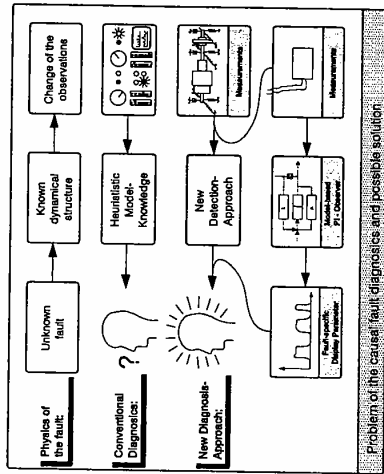 Physics of
the fault:
Unknown
fault
Known
dynamical
structure
Change of the
observations
Conventional
Diagnostics:
?
Heurististic
Model-
Knowledge
New Diagnosis-
Approach:
New
Detection-
Approach
Measurements
Fault-specific
Display Parameter
Model-based
PI - Observer
Measurements
Problem of the causal fault diagnostics and possible solution